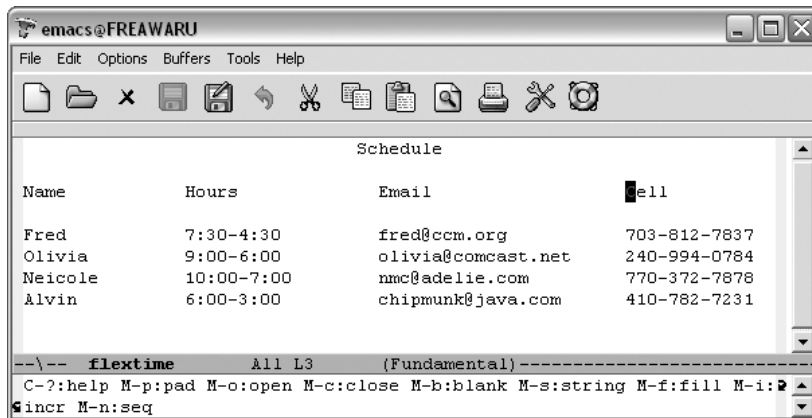 emacs@FREAWARU
File Edit Options Buffers Tools Help
Schedule
Name Hours Email Cell
Fred 7:30-4:30 fred@ccm.org 703-812-7837
Olivia 9:00-6:00 olivia@comcast.net 240-994-0784
Neicole 10:00-7:00 nmc@adelie.com 770-372-7878
Alvin 6:00-3:00 chipmunk@java.com 410-782-7231
--\-- flextime All L3 (Fundamental)----------------------------
C-?:help M-p:pad M-o:open M-c:close M-b:blank M-s:string M-f:fill M-i:
incr M-n:seq